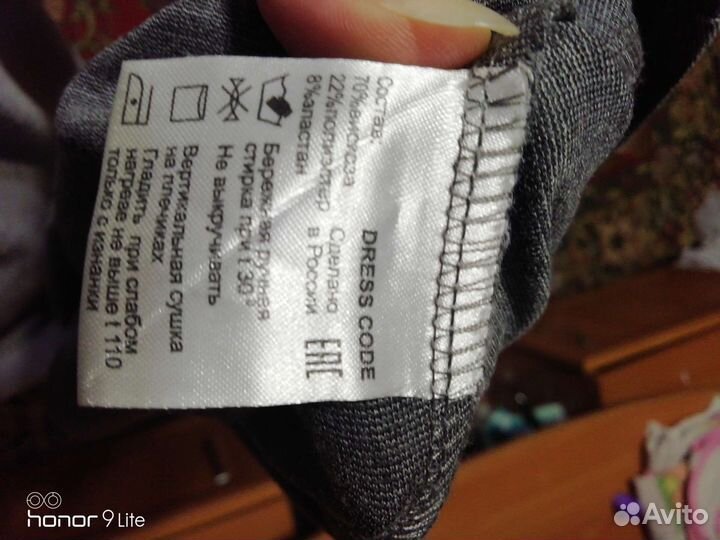 DRESS CODE
Состав:
70%вискоза
22%полиэстер
8%эластан
Сделано
в России
EAC
Бережная ручная
стирка при t 30°
Не выкручивать
Вертикальная сушка
на плечиках
Гладить при слабом
нагреве не выше t 110
только с изнанки
honor 9 Lite
Avito